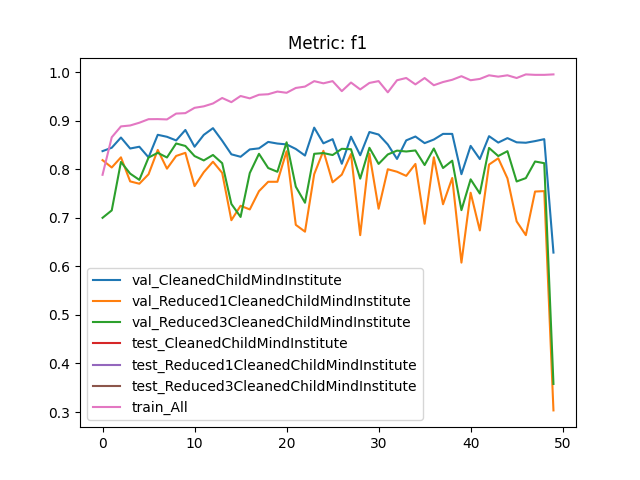 Metric: f1
1.0
0.9
0.8
0.7
0.6
0.5
0.4
0.3
val_CleanedChildMindInstitute
val_Reduced1CleanedChildMindInstitute
val_Reduced3CleanedChildMindInstitute
test_CleanedChildMindInstitute
test_Reduced1CleanedChildMindInstitute
test_Reduced3CleanedChildMindInstitute
train_All
0 10 20 30 40 50